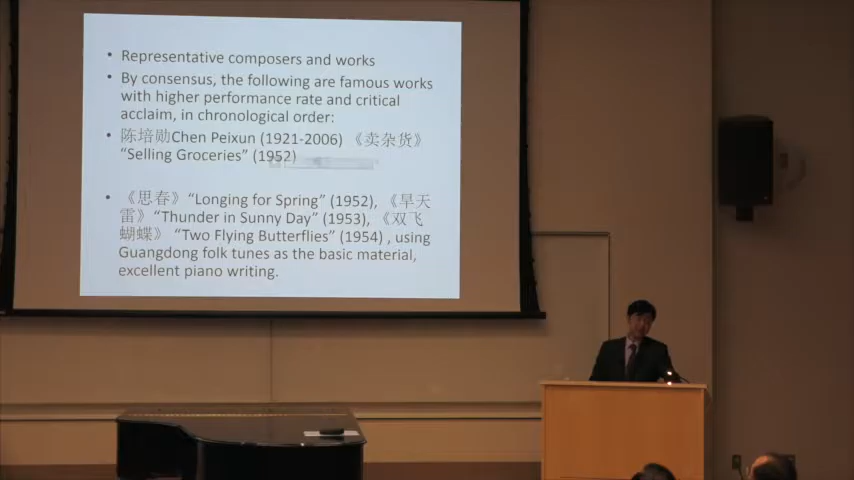 • Representative composers and works
• By consensus, the following are famous works
with higher performance rate and critical
acclaim, in chronological order:
• 陈培勋Chen Peixun (1921-2006) 《卖杂货》
“Selling Groceries” (1952)
• 《思春》“Longing for Spring” (1952), 《旱天
雷》“Thunder in Sunny Day” (1953), 《双飞
蝴蝶》 “Two Flying Butterflies” (1954) , using
Guangdong folk tunes as the basic material,
excellent piano writing.